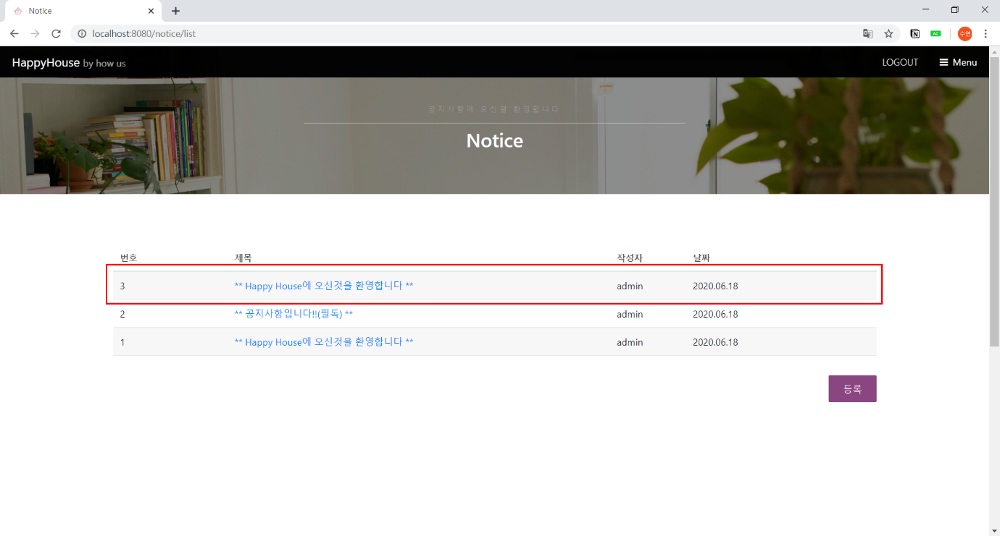 Notice
localhost:8080/notice/list
AC
수연
HappyHouse by how us
LOGOUT
Menu
공지사항에 오신걸 환영합니다
Notice
번호 제목 작성자 날짜
3 ** Happy House에 오신것을 환영합니다 ** admin 2020.06.18
2 ** 공지사항입니다!!(필독) ** admin 2020.06.18
1 ** Happy House에 오신것을 환영합니다 ** admin 2020.06.18
등록